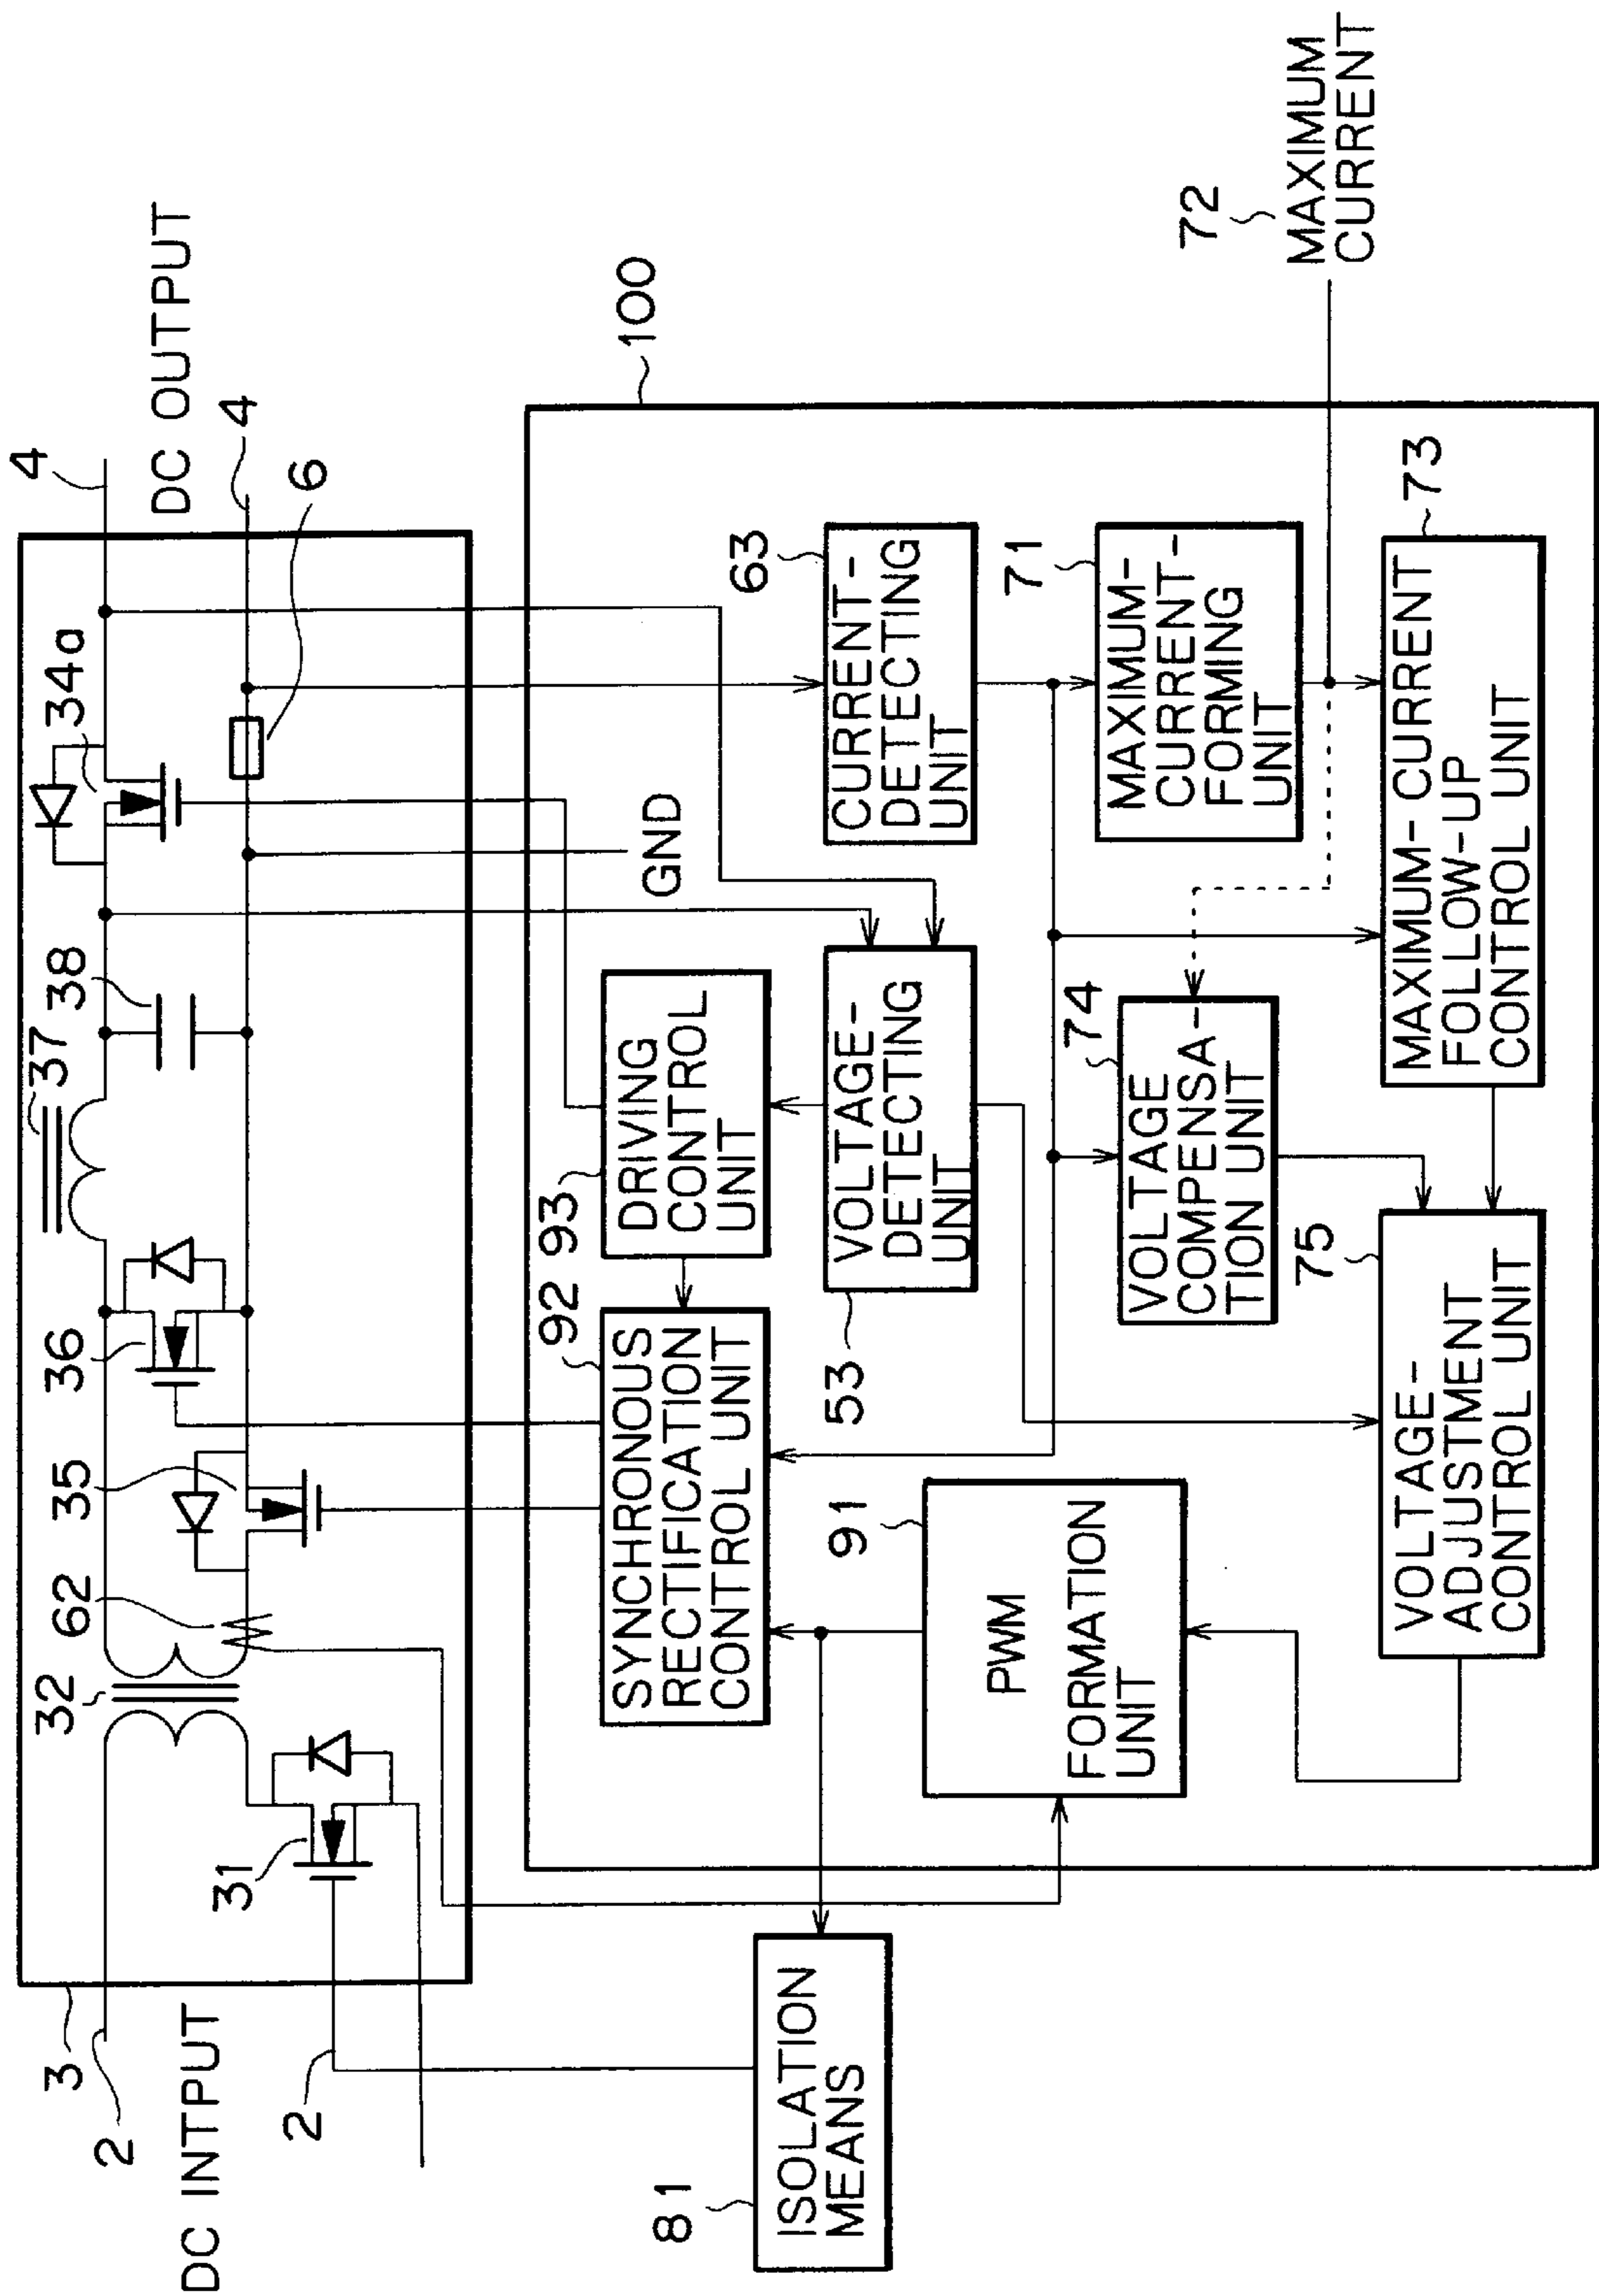 3
2
DC INTPUT
2
32
62
31
35
36
37
38
34a
6
4
DC OUTPUT
4
GND
100
92
SYNCHRONOUS
RECTIFICATION
CONTROL UNIT
93
DRIVING
CONTROL
UNIT
53
VOLTAGE-
DETECTING
UNIT
63
CURRENT-
DETECTING
UNIT
81
ISOLATION
MEANS
91
PWM
FORMATION
UNIT
74
VOLTAGE
COMPENSA-
TION UNIT
71
MAXIMUM-
CURRENT-
FORMING
UNIT
72
MAXIMUM
CURRENT
75
VOLTAGE-
ADJUSTMENT
CONTROL UNIT
73
MAXIMUM-CURRENT
FOLLOW-UP
CONTROL UNIT